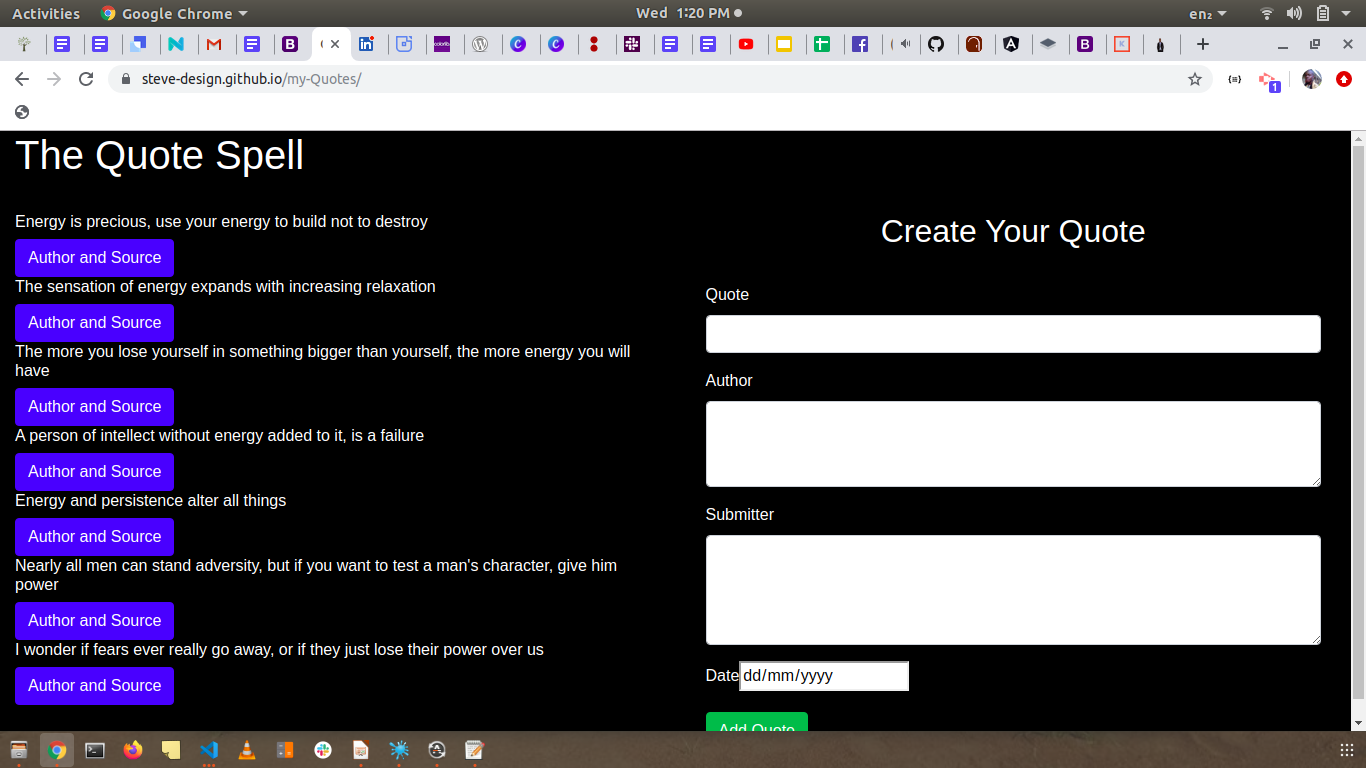 Activities
Google Chrome
Wed 1:20 PM
en₂
steve-design.github.io/my-Quotes/
1
The Quote Spell
Energy is precious, use your energy to build not to destroy
Author and Source
The sensation of energy expands with increasing relaxation
Author and Source
The more you lose yourself in something bigger than yourself, the more energy you will
have
Author and Source
A person of intellect without energy added to it, is a failure
Author and Source
Energy and persistence alter all things
Author and Source
Nearly all men can stand adversity, but if you want to test a man's character, give him
power
Author and Source
I wonder if fears ever really go away, or if they just lose their power over us
Author and Source
Create Your Quote
Quote
Author
Submitter
Date dd/mm/yyyy
Add Quote